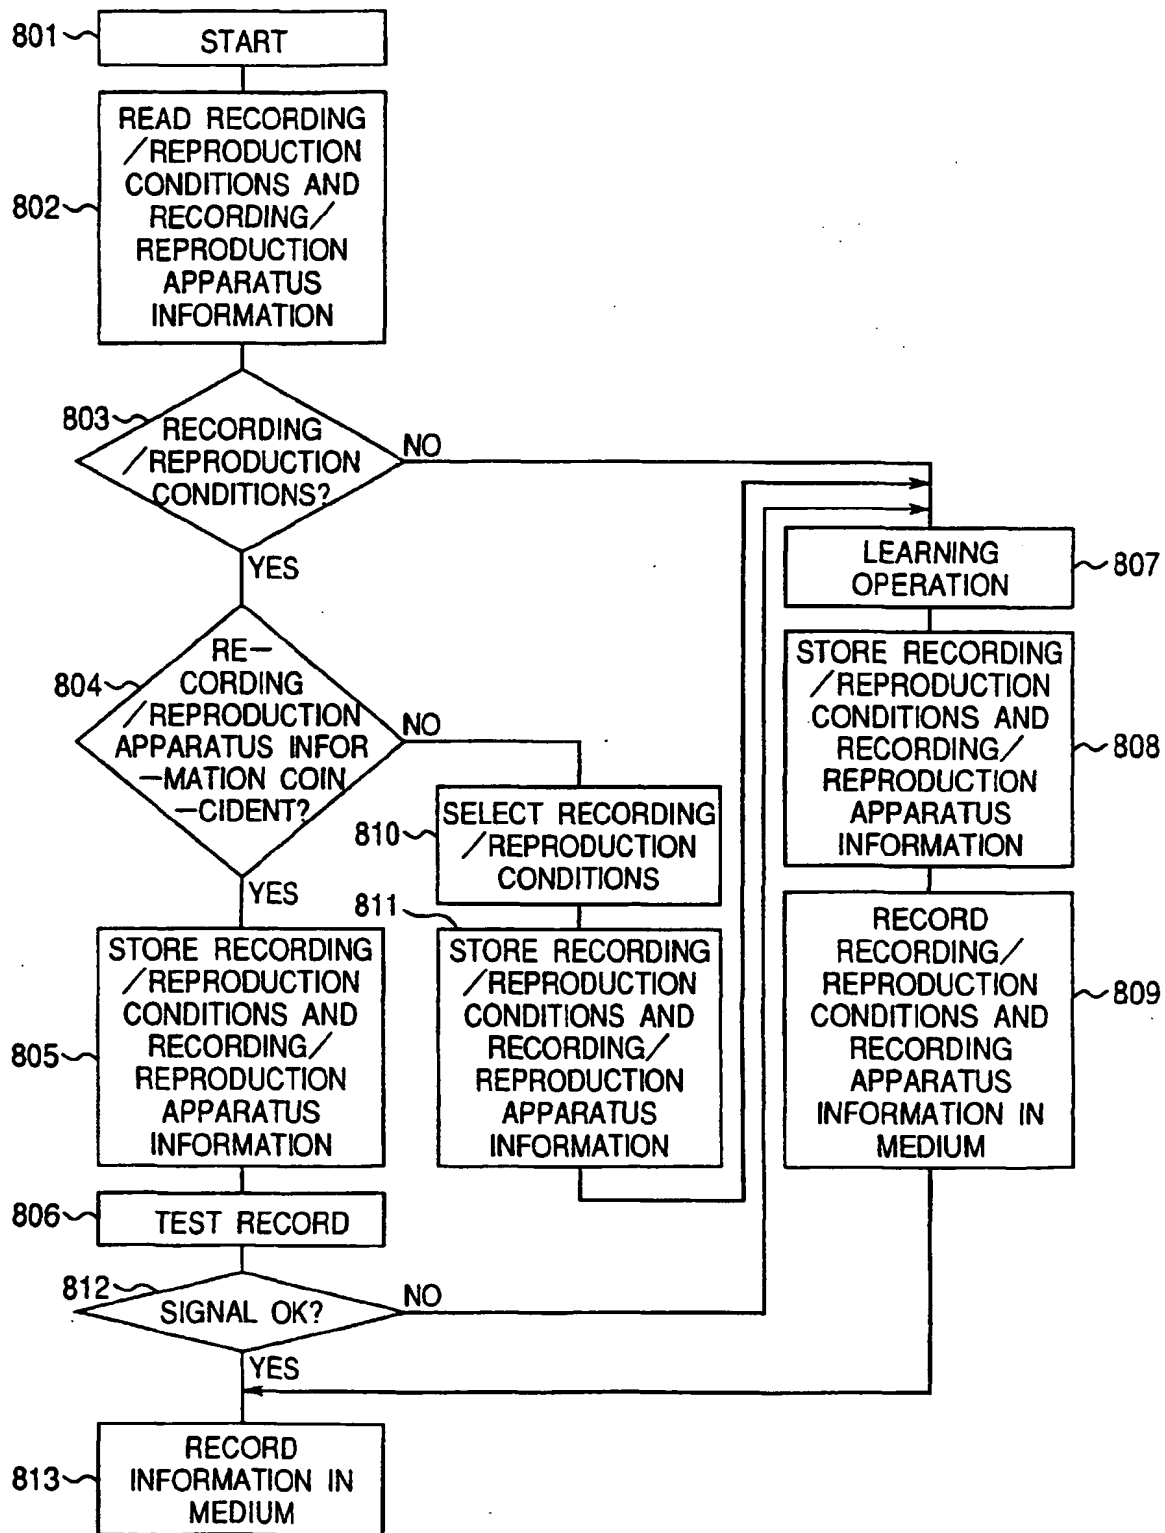 801
START
802
READ RECORDING
/REPRODUCTION
CONDITIONS AND
RECORDING/
REPRODUCTION
APPARATUS
INFORMATION
803
RECORDING
/REPRODUCTION
CONDITIONS?
NO
YES
804
RE-
CORDING
/REPRODUCTION
APPARATUS INFOR
-MATION COIN
-CIDENT?
NO
YES
805
STORE RECORDING
/REPRODUCTION
CONDITIONS AND
RECORDING/
REPRODUCTION
APPARATUS
INFORMATION
806
TEST RECORD
812
SIGNAL OK?
NO
YES
813
RECORD
INFORMATION IN
MEDIUM
810
SELECT RECORDING
/REPRODUCTION
CONDITIONS
811
STORE RECORDING
/REPRODUCTION
CONDITIONS AND
RECORDING/
REPRODUCTION
APPARATUS
INFORMATION
LEARNING
OPERATION
807
STORE RECORDING
/REPRODUCTION
CONDITIONS AND
RECORDING/
REPRODUCTION
APPARATUS
INFORMATION
808
RECORD
RECORDING/
REPRODUCTION
CONDITIONS AND
RECORDING
APPARATUS
INFORMATION IN
MEDIUM
809